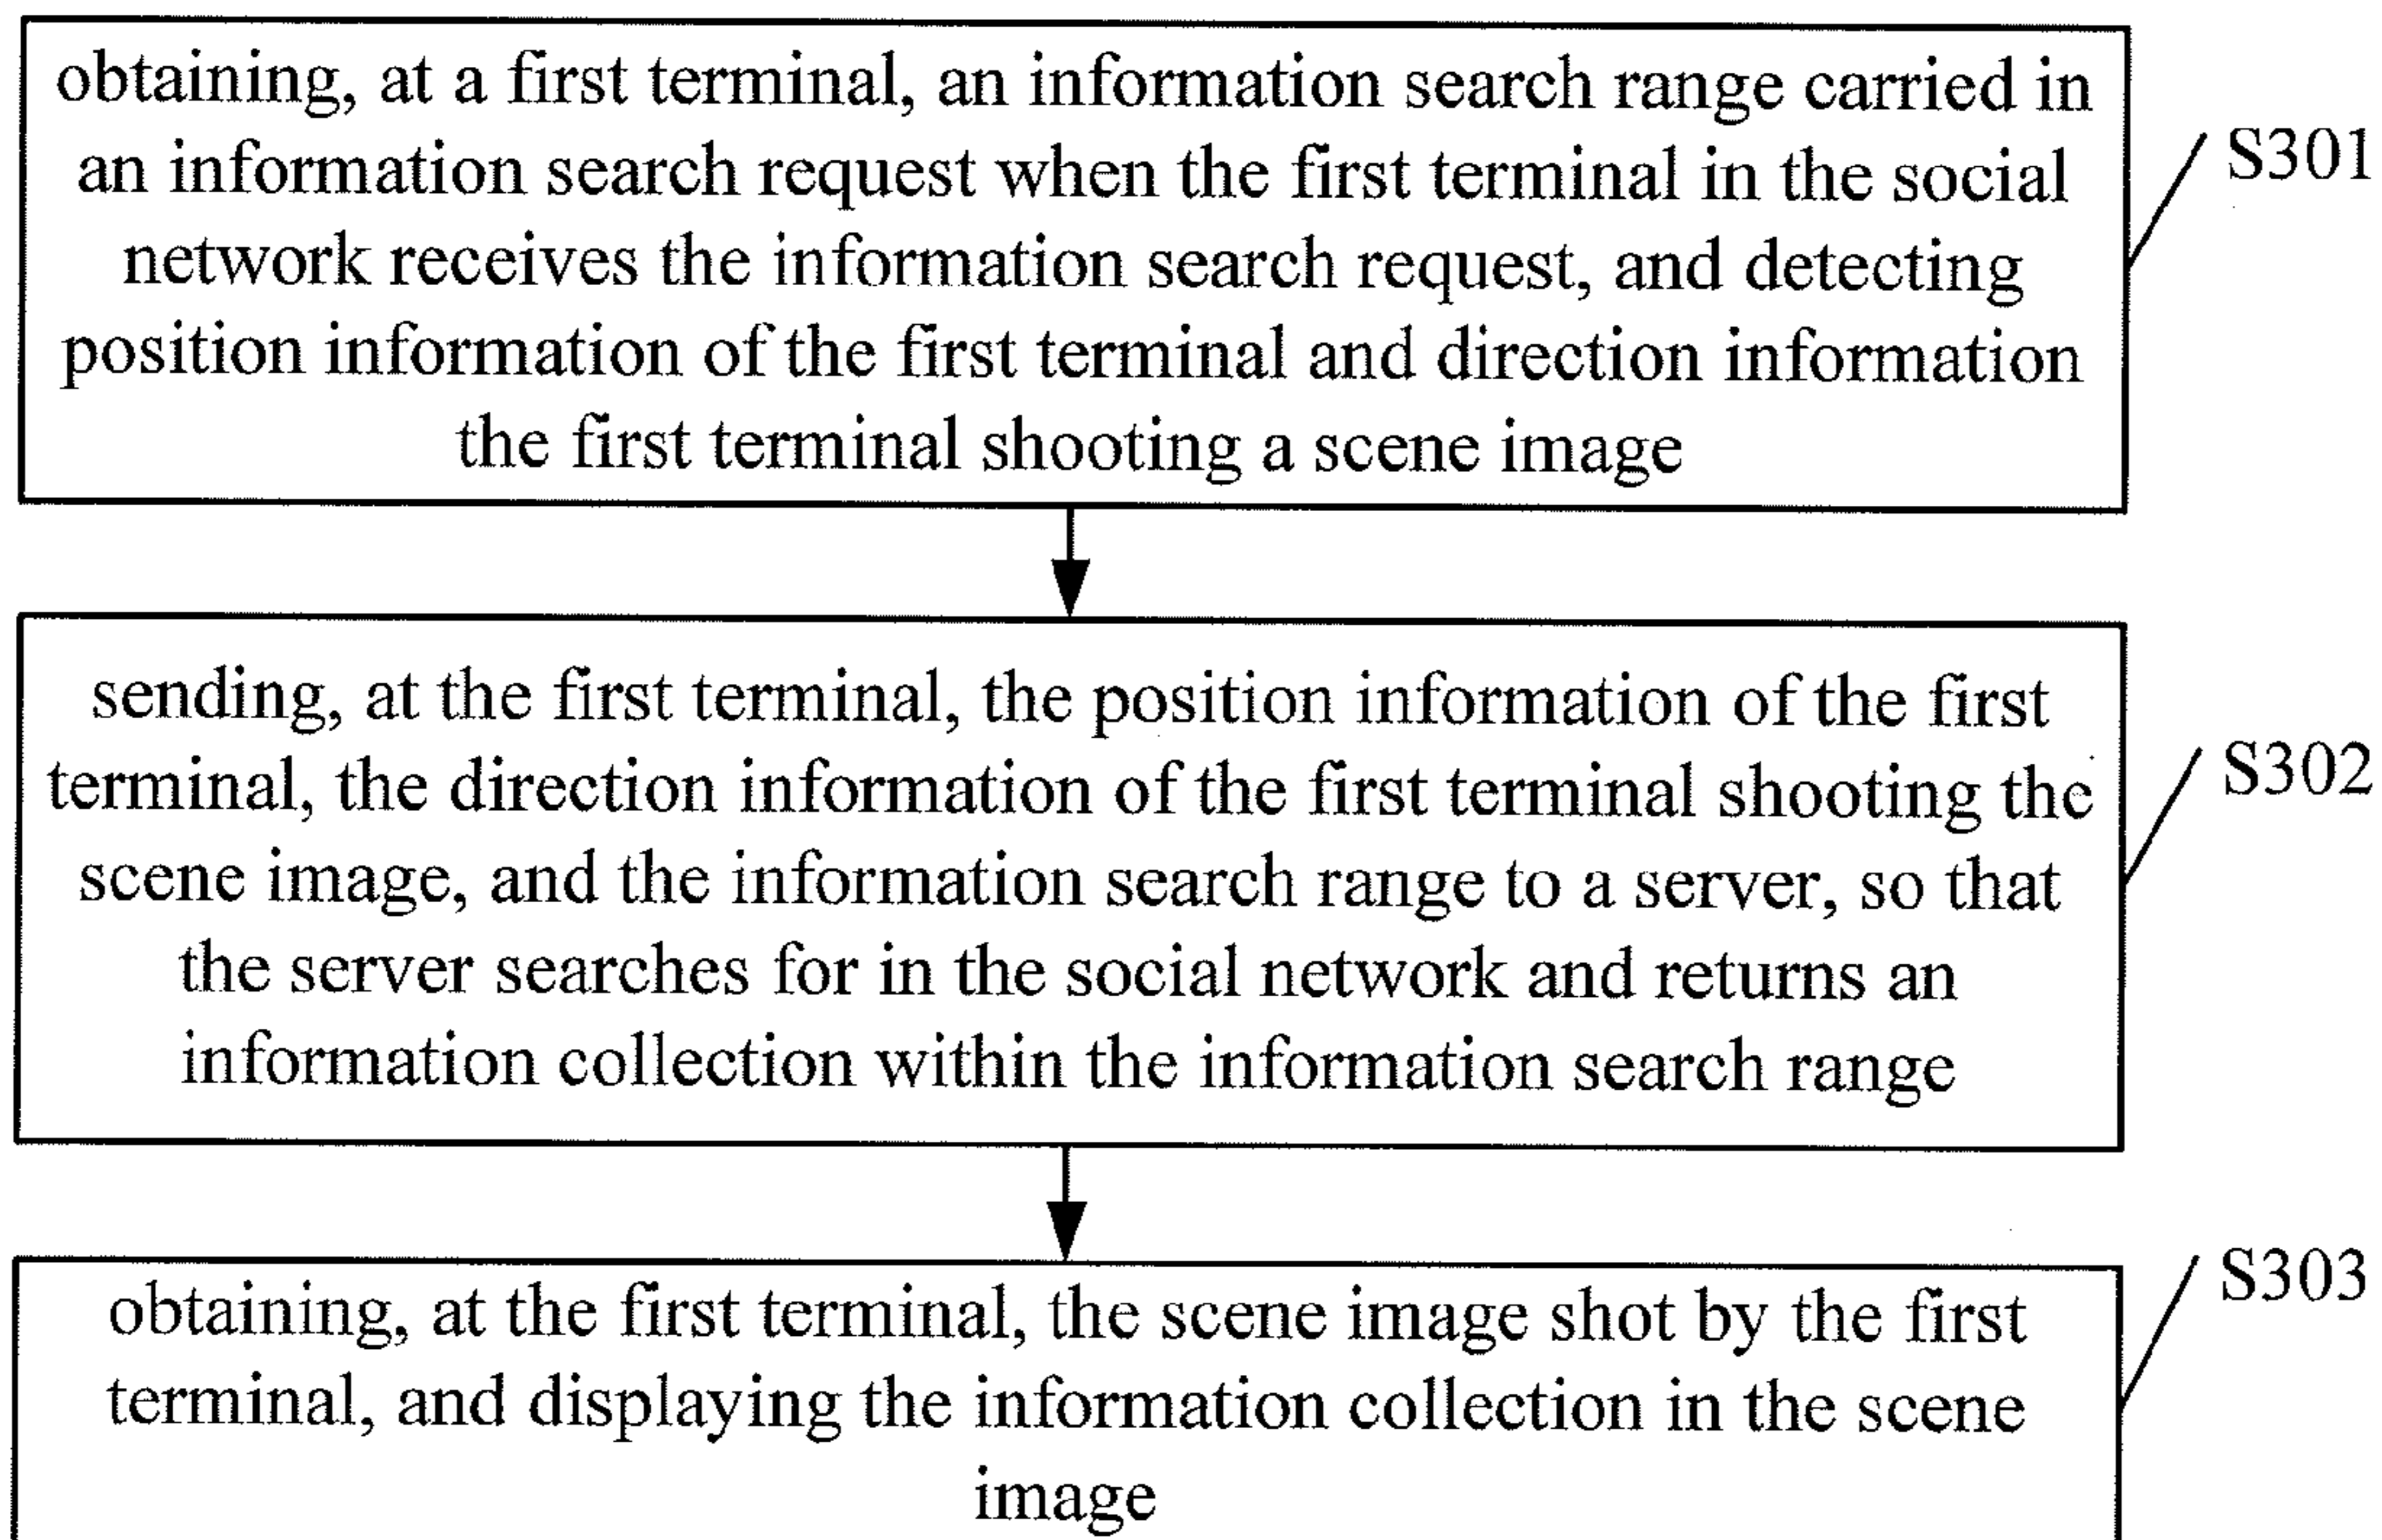 obtaining, at a first terminal, an information search range carried in
an information search request when the first terminal in the social
network receives the information search request, and detecting
position information of the first terminal and direction information
the first terminal shooting a scene image
S301
sending, at the first terminal, the position information of the first
terminal, the direction information of the first terminal shooting the
scene image, and the information search range to a server, so that
the server searches for in the social network and returns an
information collection within the information search range
S302
obtaining, at the first terminal, the scene image shot by the first
terminal, and displaying the information collection in the scene
image
S303